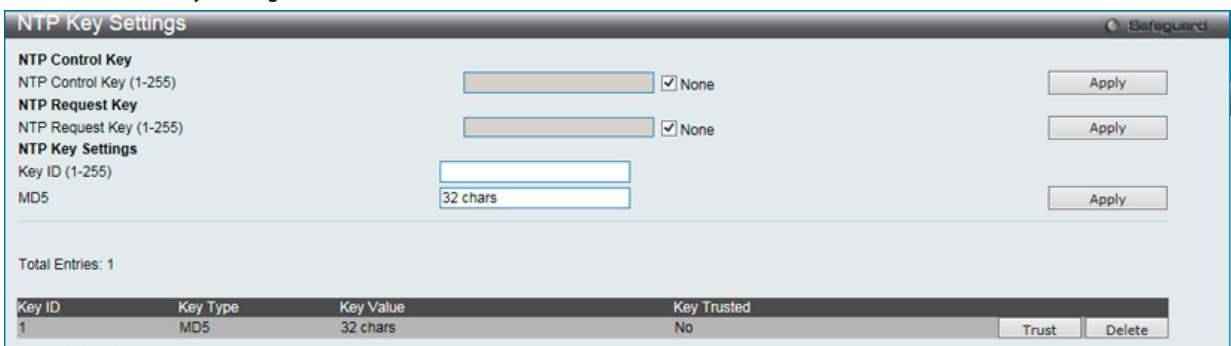 NTP Key Settings Safeguard
NTP Control Key
NTP Control Key (1-255) None Apply
NTP Request Key
NTP Request Key (1-255) None Apply
NTP Key Settings
Key ID (1-255)
MD5 32 chars Apply
Total Entries: 1
Key ID Key Type Key Value Key Trusted
1 MD5 32 chars No Trust Delete